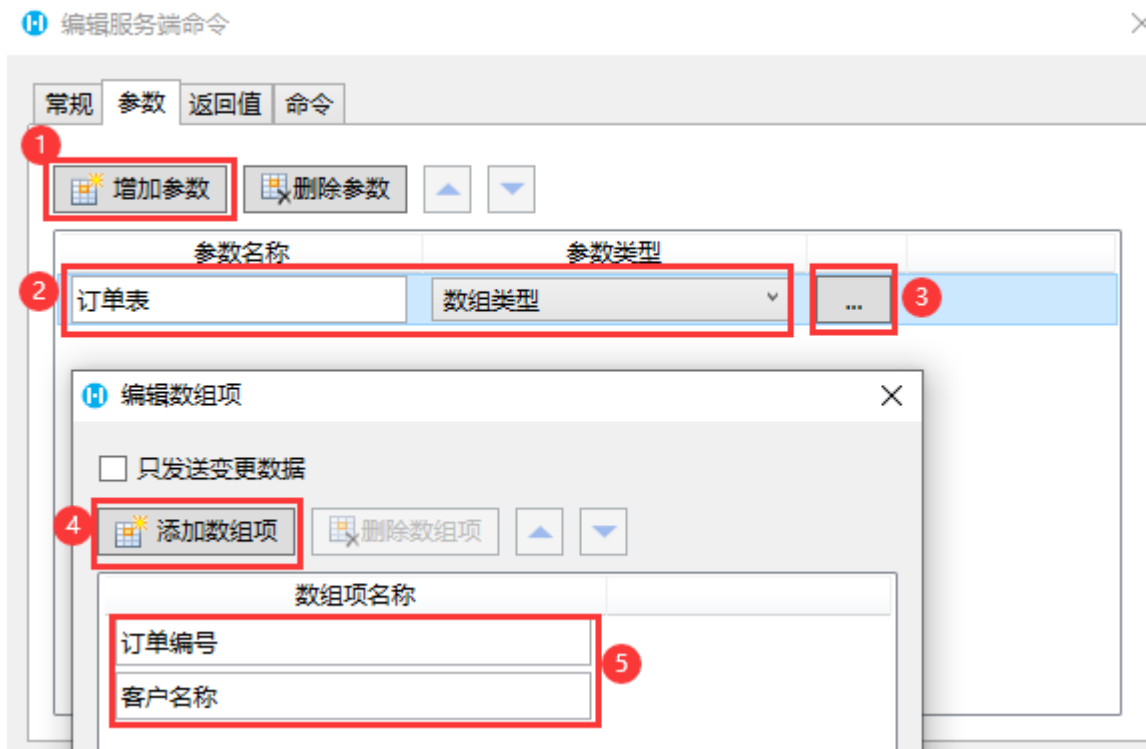 编辑服务端命令
常规 参数 返回值 命令
1
增加参数 删除参数
参数名称 参数类型
2 订单表 数组类型 ... 3
编辑数组项
只发送变更数据
4 添加数组项 删除数组项
数组项名称
订单编号
5
客户名称